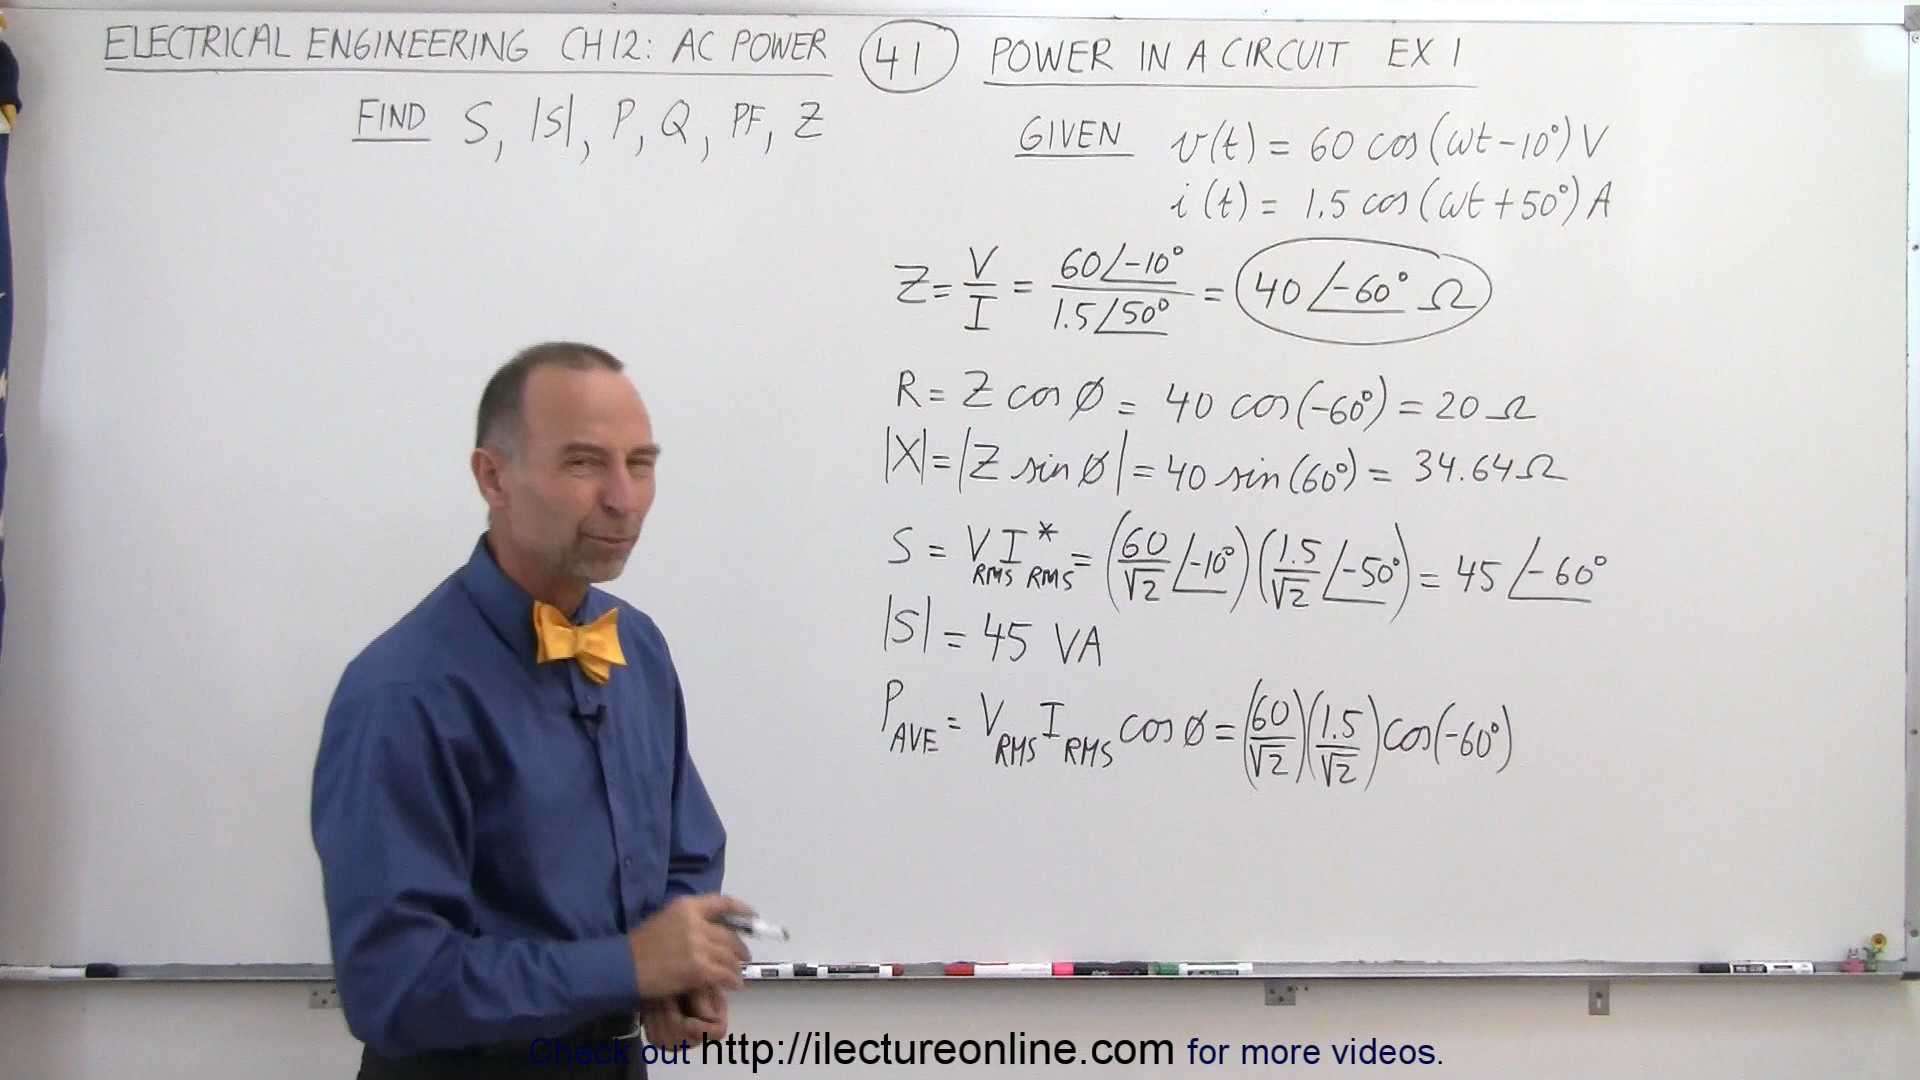 ELECTRICAL ENGINEERING CH 12: AC POWER 41 POWER IN A CIRCUIT EX 1
FIND S, |S|, P, Q, PF, Z
GIVEN v(t) = 60 cos(ωt-10°) V
i(t) = 1.5 cos(ωt+50°) A
Z = V/I = 60∠-10° / 1.5∠50° = 40∠-60° Ω
R = Z cos ø = 40 cos(-60°) = 20 Ω
|X| = |Z sin ø| = 40 sin(60°) = 34.64 Ω
S = V_RMS I*_RMS = (60/√2 ∠-10°)(1.5/√2 ∠-50°) = 45∠-60°
|S| = 45 VA
P_AVE = V_RMS I_RMS cos ø = (60/√2)(1.5/√2) cos(-60°)
Check out http://ilectureonline.com for more videos.